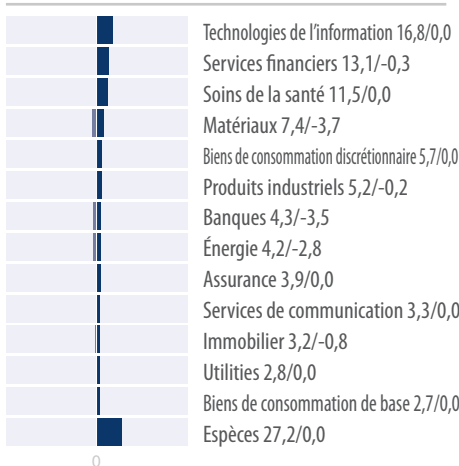 Technologies de l'information 16,8/0,0
Services financiers 13,1/-0,3
Soins de la santé 11,5/0,0
Matériaux 7,4/-3,7
Biens de consommation discrétionnaire 5,7/0,0
Produits industriels 5,2/-0,2
Banques 4,3/-3,5
Énergie 4,2/-2,8
Assurance 3,9/0,0
Services de communication 3,3/0,0
Immobilier 3,2/-0,8
Utilities 2,8/0,0
Biens de consommation de base 2,7/0,0
Espèces 27,2/0,0
0